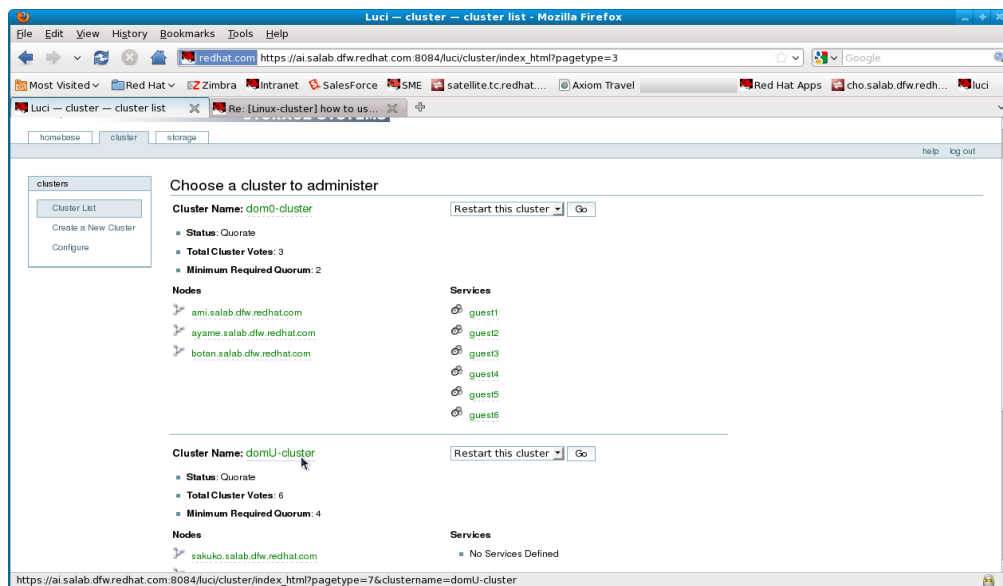 Luci — cluster — cluster list - Mozilla Firefox
File Edit View History Bookmarks Tools Help
redhat.com https://ai.salab.dfw.redhat.com:8084/luci/cluster/index_html?pagetype=3 Google
Most Visited Red Hat Zimbra Intranet SalesForce SME satellite.tc.redhat.... Axiom Travel Red Hat Apps cho.salab.dfw.redh... luci
Luci — cluster — cluster list Re: [Linux-cluster] how to us...
homebase cluster storage
help log out
clusters
Cluster List
Create a New Cluster
Configure
Choose a cluster to administer
Cluster Name: dom0-cluster Restart this cluster Go
Status: Quorate
Total Cluster Votes: 3
Minimum Required Quorum: 2
Nodes Services
ami.salab.dfw.redhat.com guest1
ayame.salab.dfw.redhat.com guest2
botan.salab.dfw.redhat.com guest3
guest4
guest5
guest6
Cluster Name: domU-cluster Restart this cluster Go
Status: Quorate
Total Cluster Votes: 6
Minimum Required Quorum: 4
Nodes Services
sakuko.salab.dfw.redhat.com No Services Defined
https://ai.salab.dfw.redhat.com:8084/luci/cluster/index_html?pagetype=7&clustername=domU-cluster